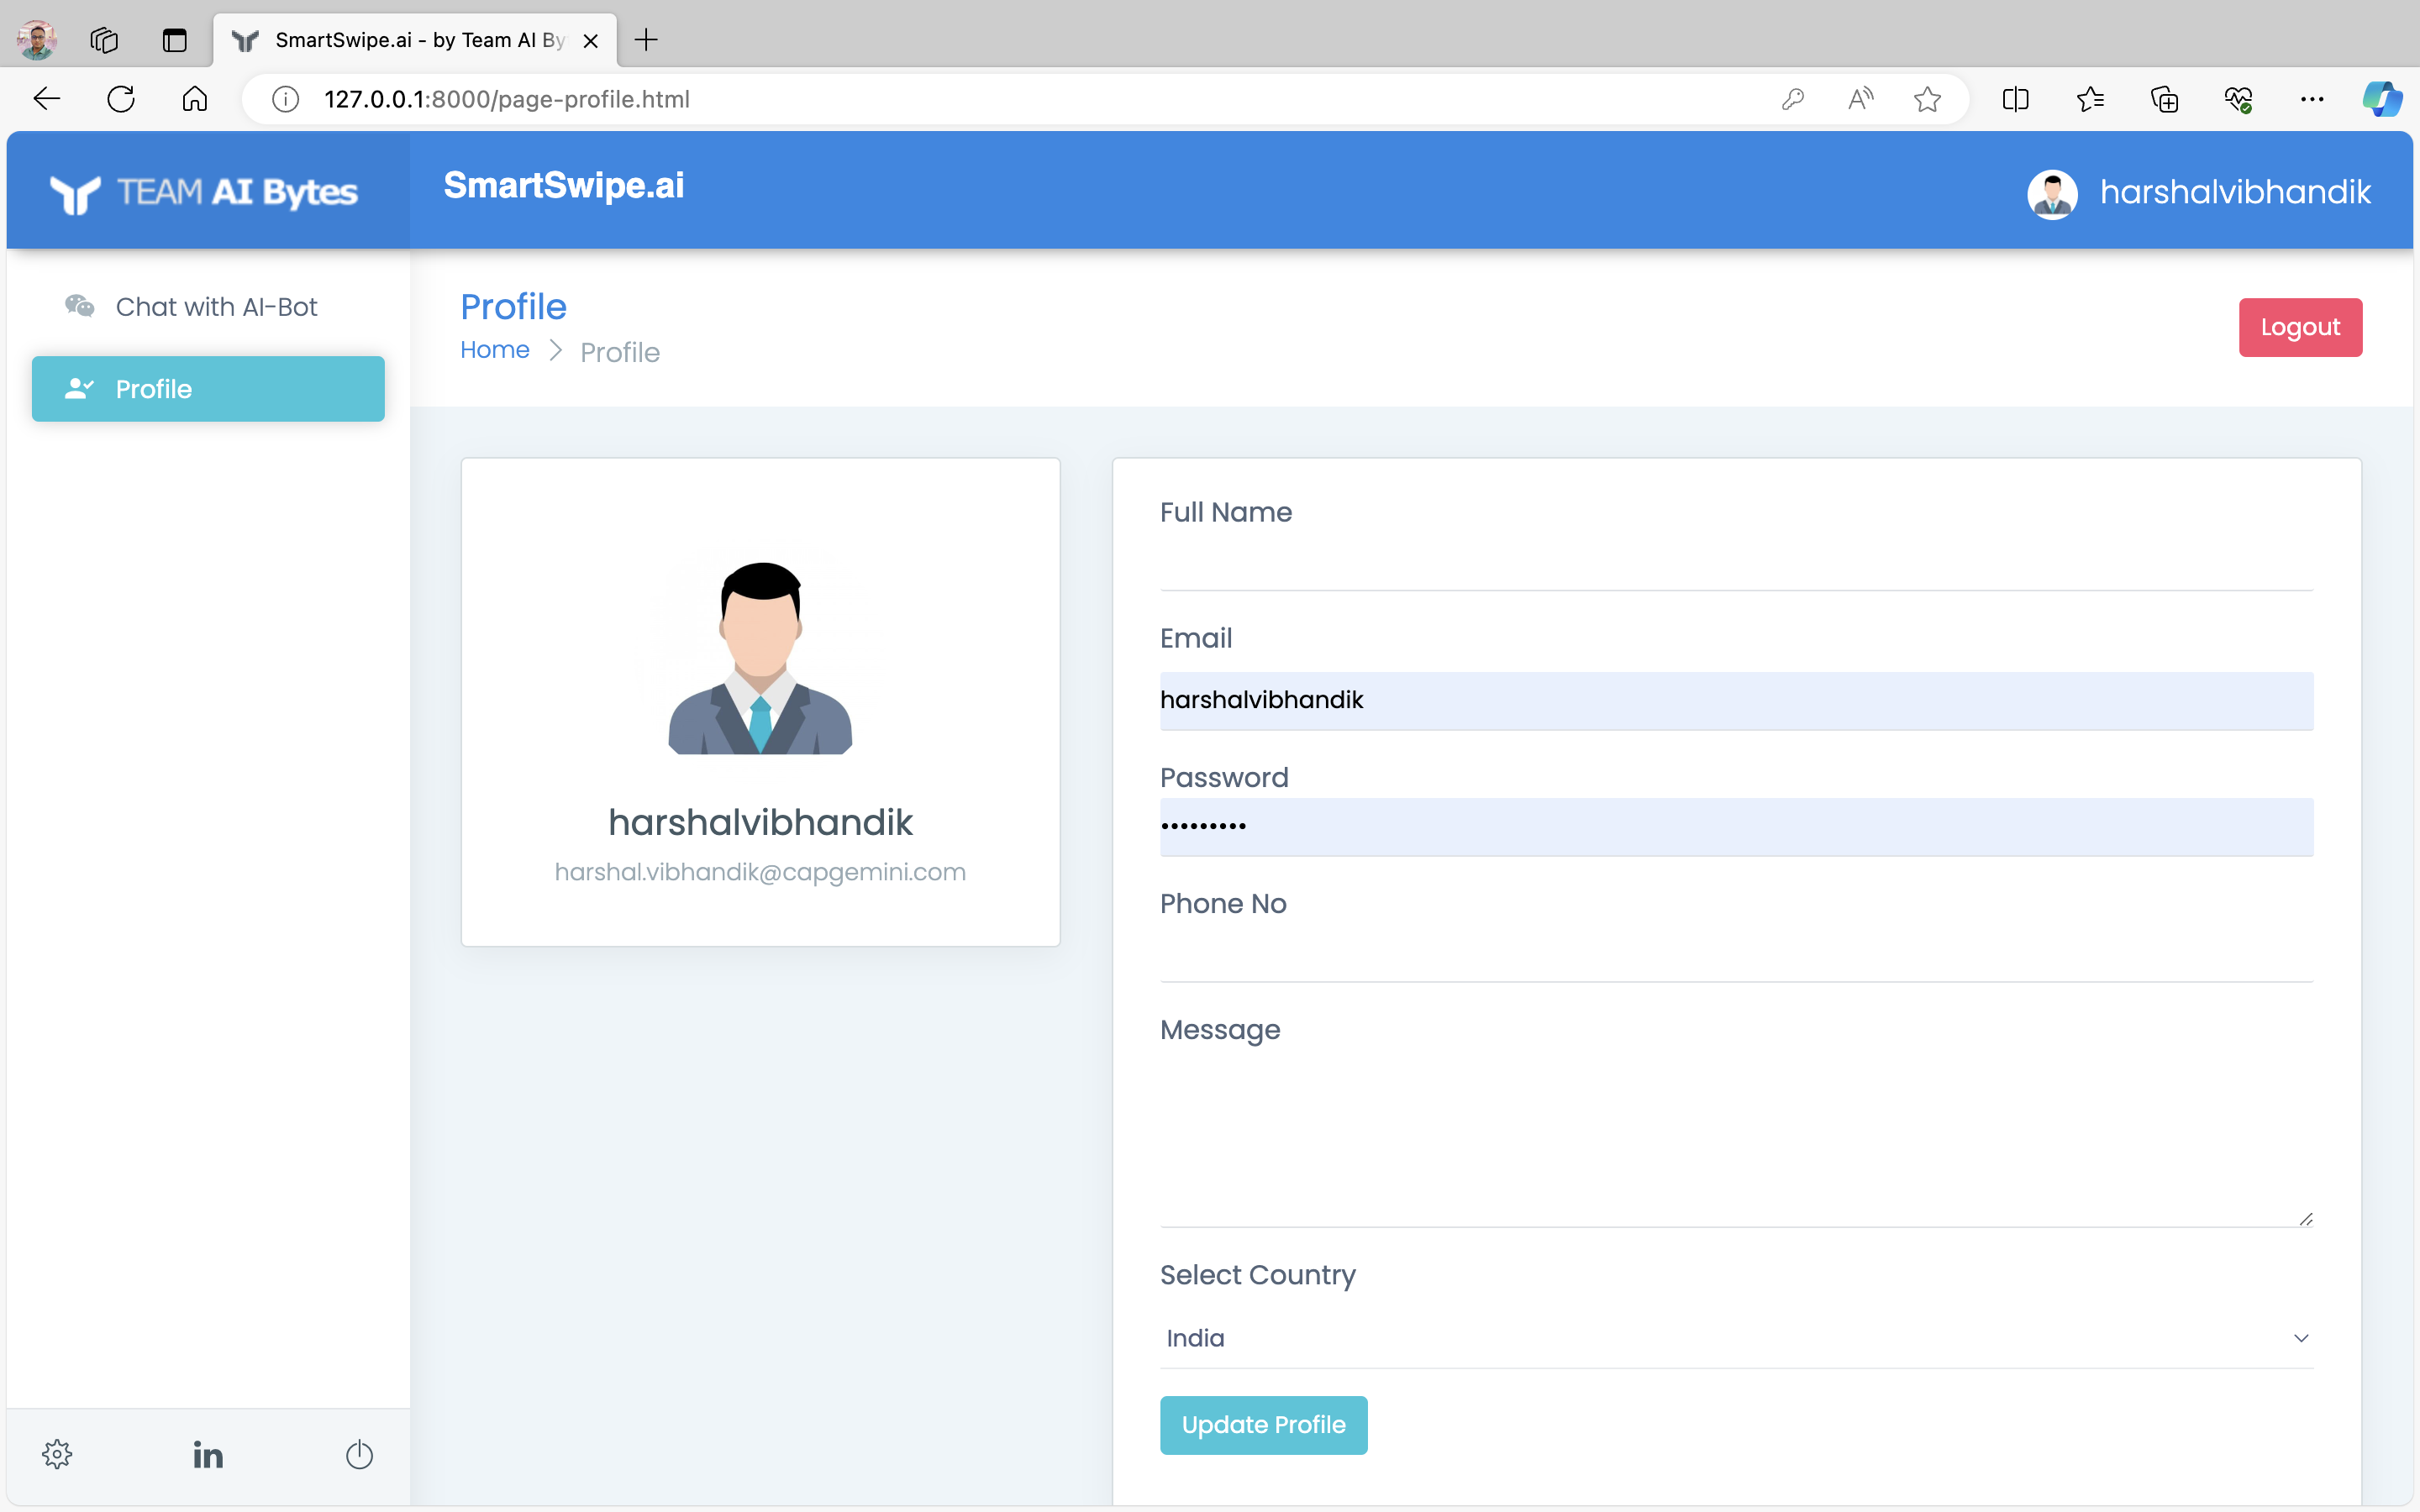 SmartSwipe.ai - by Team AI By
127.0.0.1:8000/page-profile.html
TEAM AI Bytes
SmartSwipe.ai
harshalvibhandik
Chat with AI-Bot
Profile
Profile
Home > Profile
Logout
harshalvibhandik
harshal.vibhandik@capgemini.com
Full Name
Email
harshalvibhandik
Password
•••••••••
Phone No
Message
Select Country
India
Update Profile
in